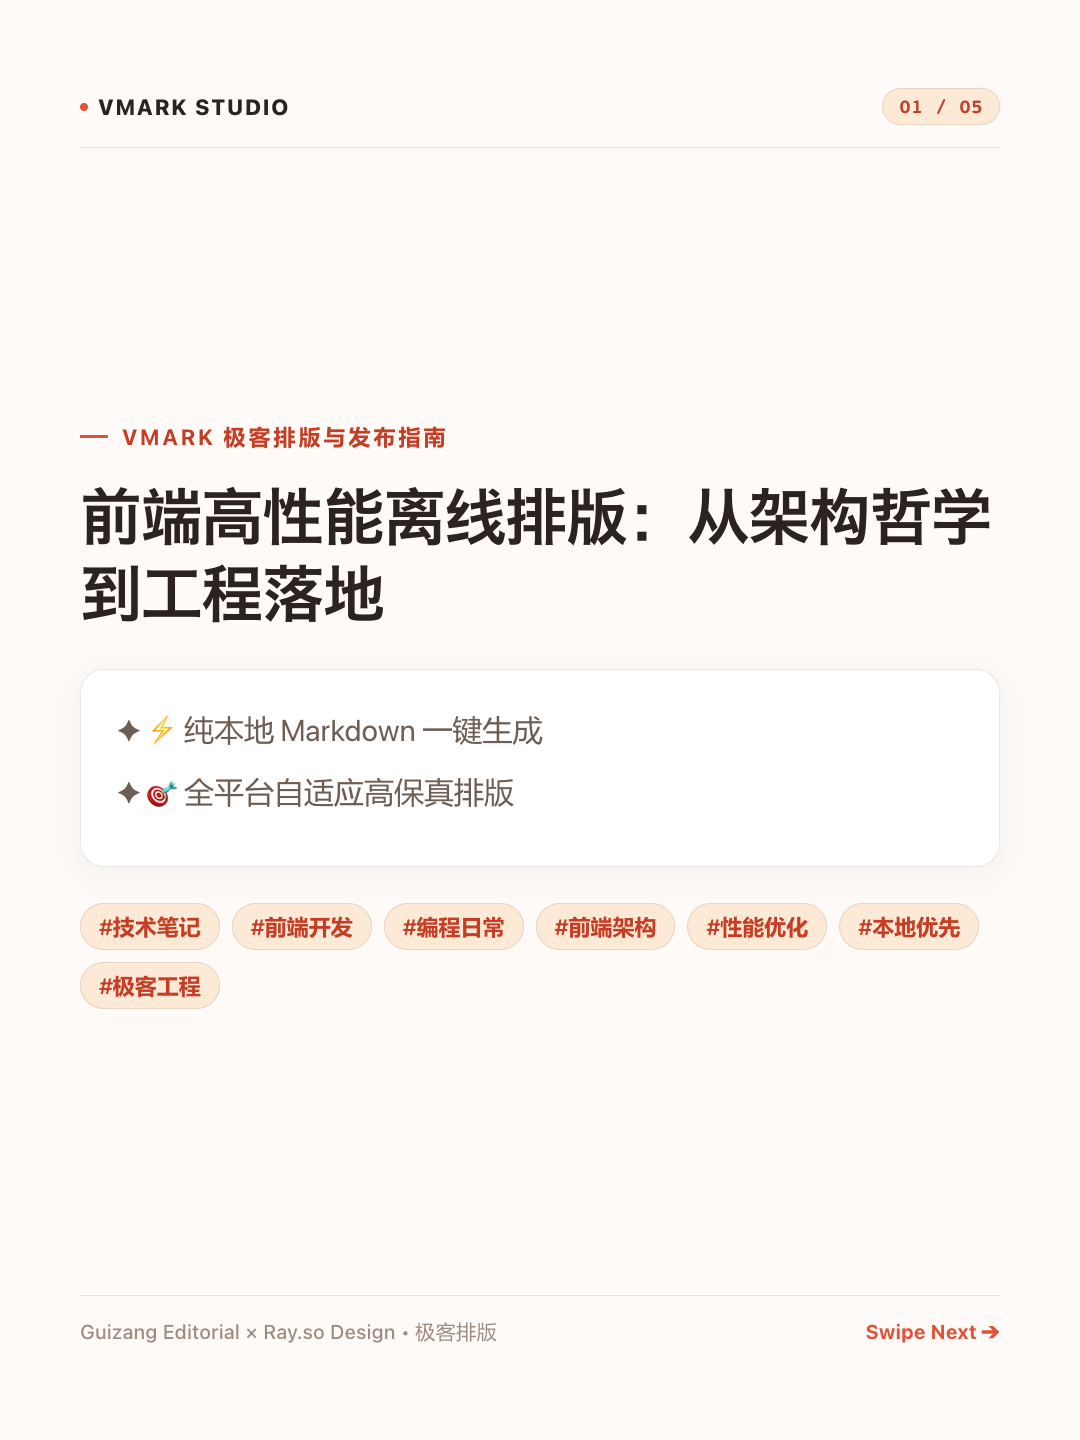 VMARK STUDIO
01 / 05
VMARK 极客排版与发布指南
前端高性能离线排版：从架构哲学
到工程落地
✦ ⚡ 纯本地 Markdown 一键生成
✦ 🎯 全平台自适应高保真排版
#技术笔记 #前端开发 #编程日常 #前端架构 #性能优化 #本地优先
#极客工程
Guizang Editorial × Ray.so Design • 极客排版
Swipe Next ➔